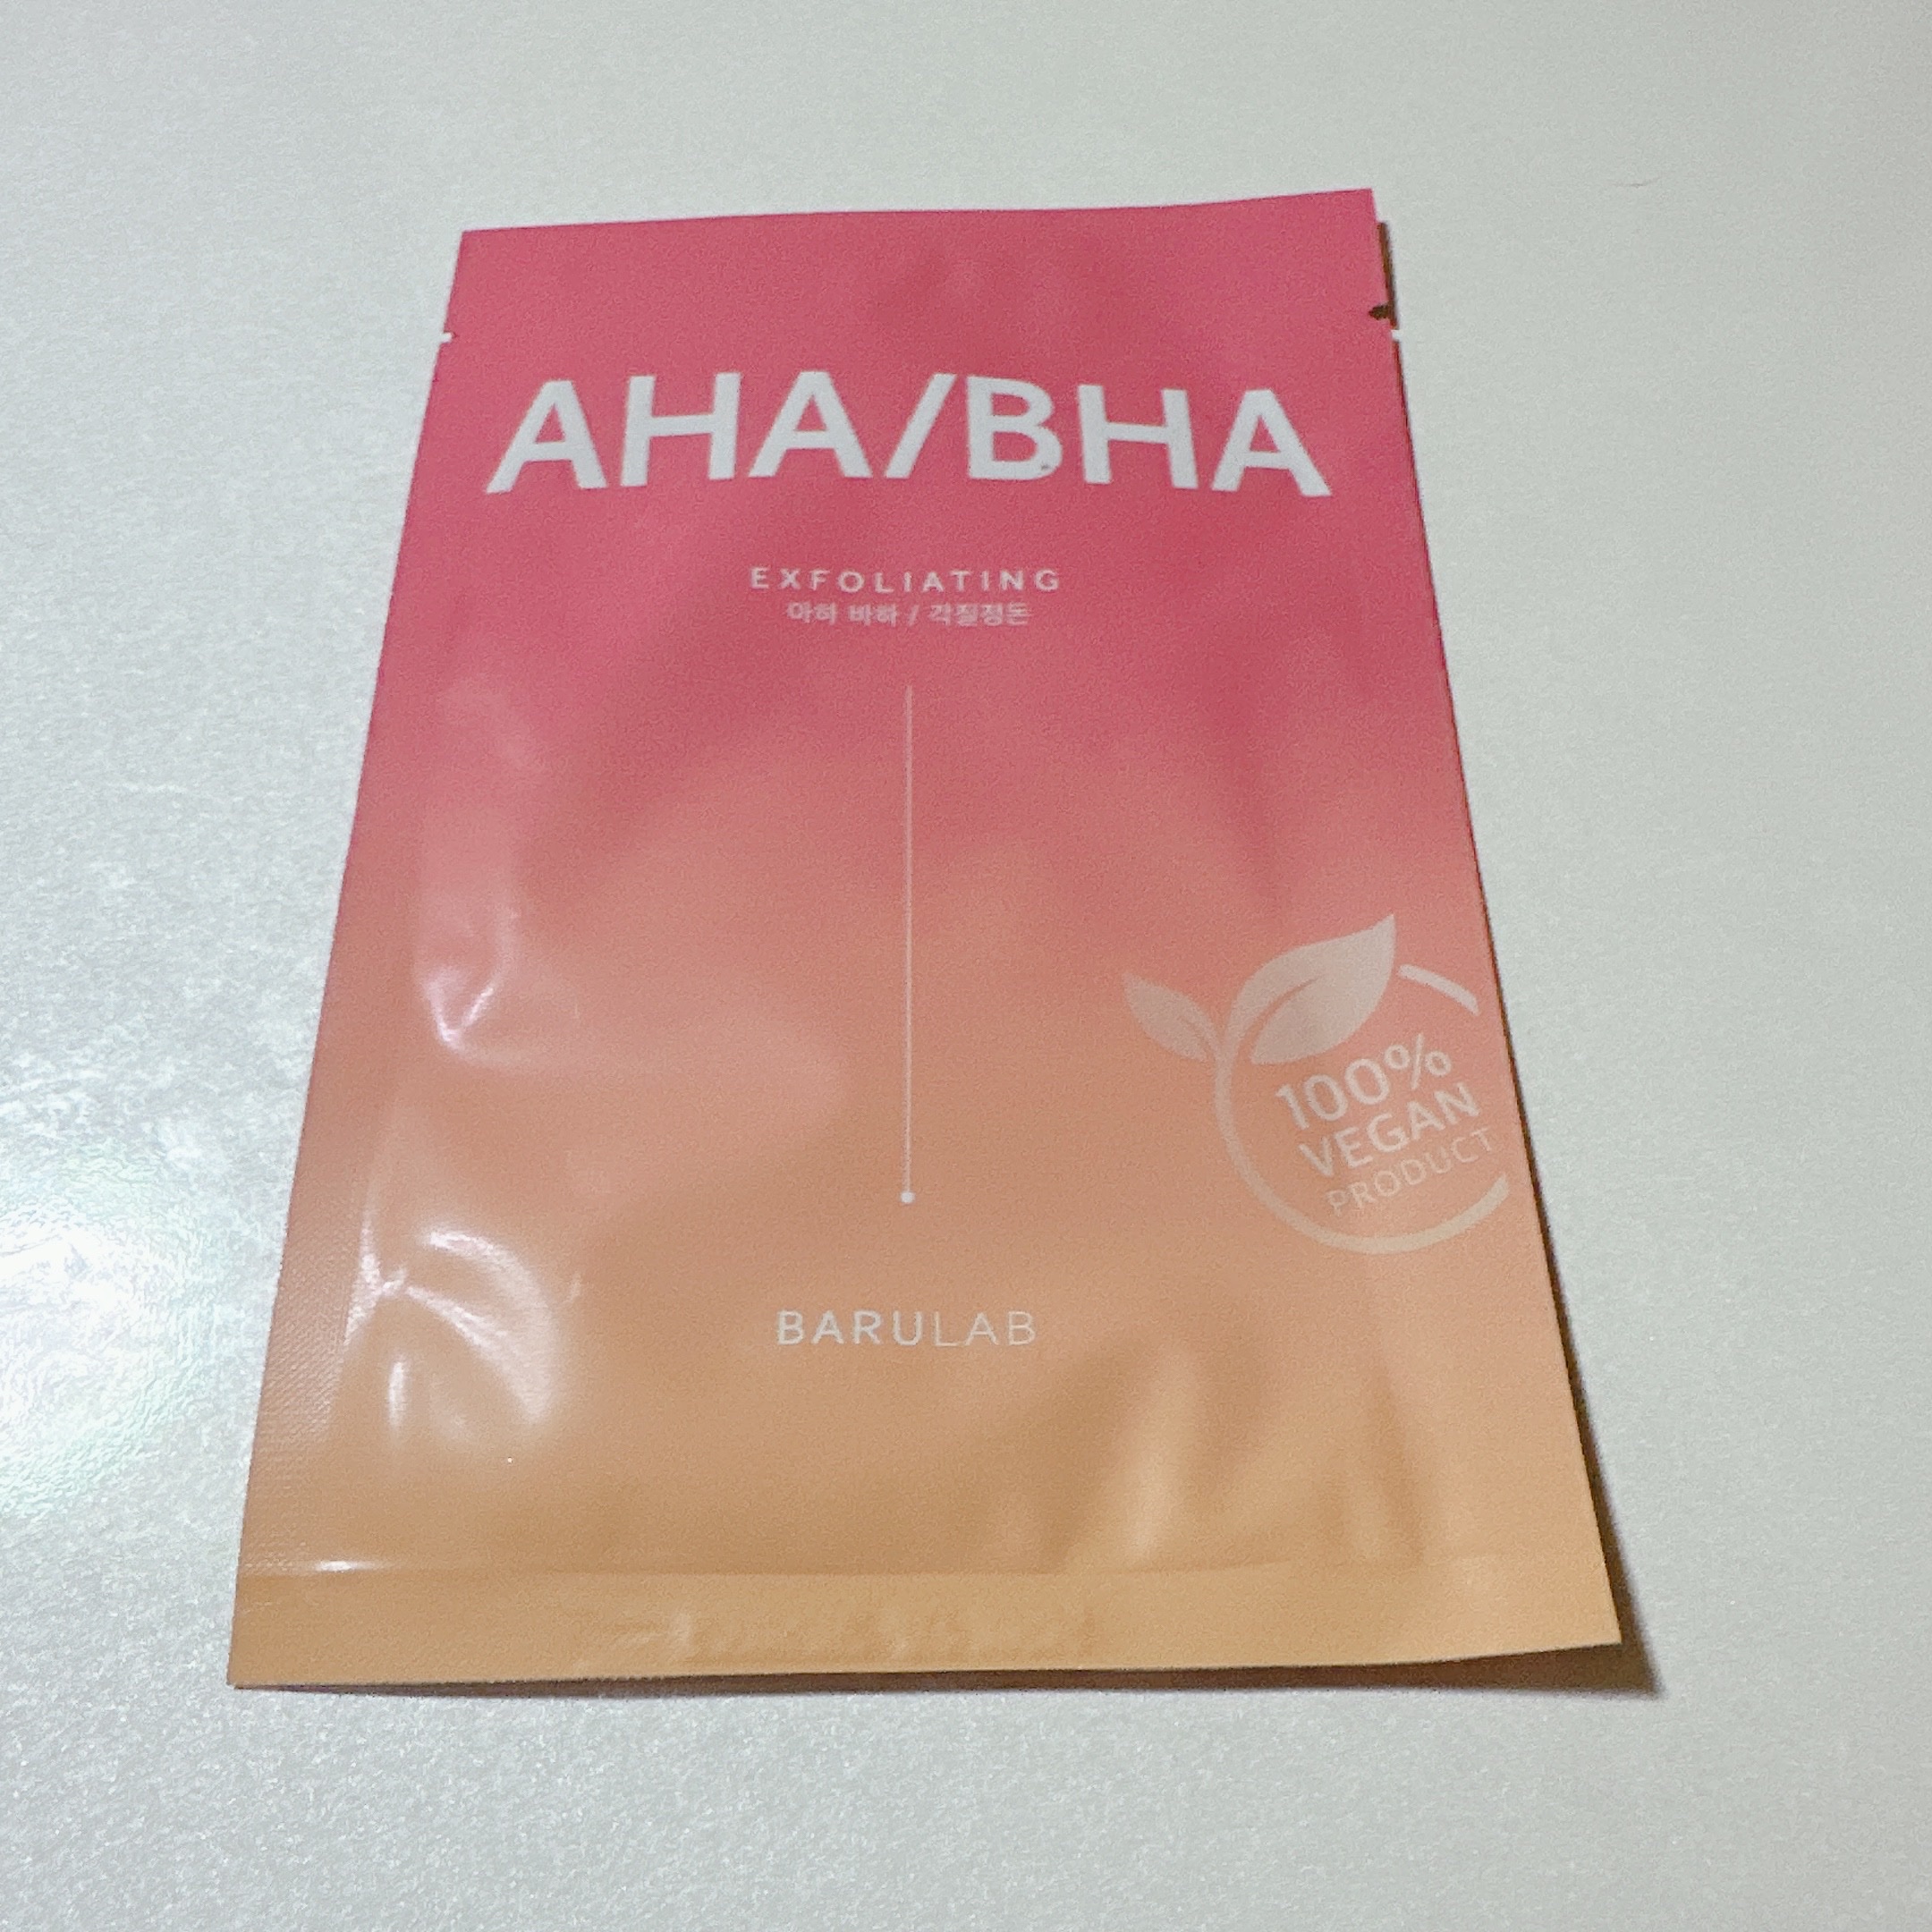 AHA/BHA
EXFOLIATING
아하 바하 / 각질정돈
100%
VEGAN
PRODUCT
BARULAB